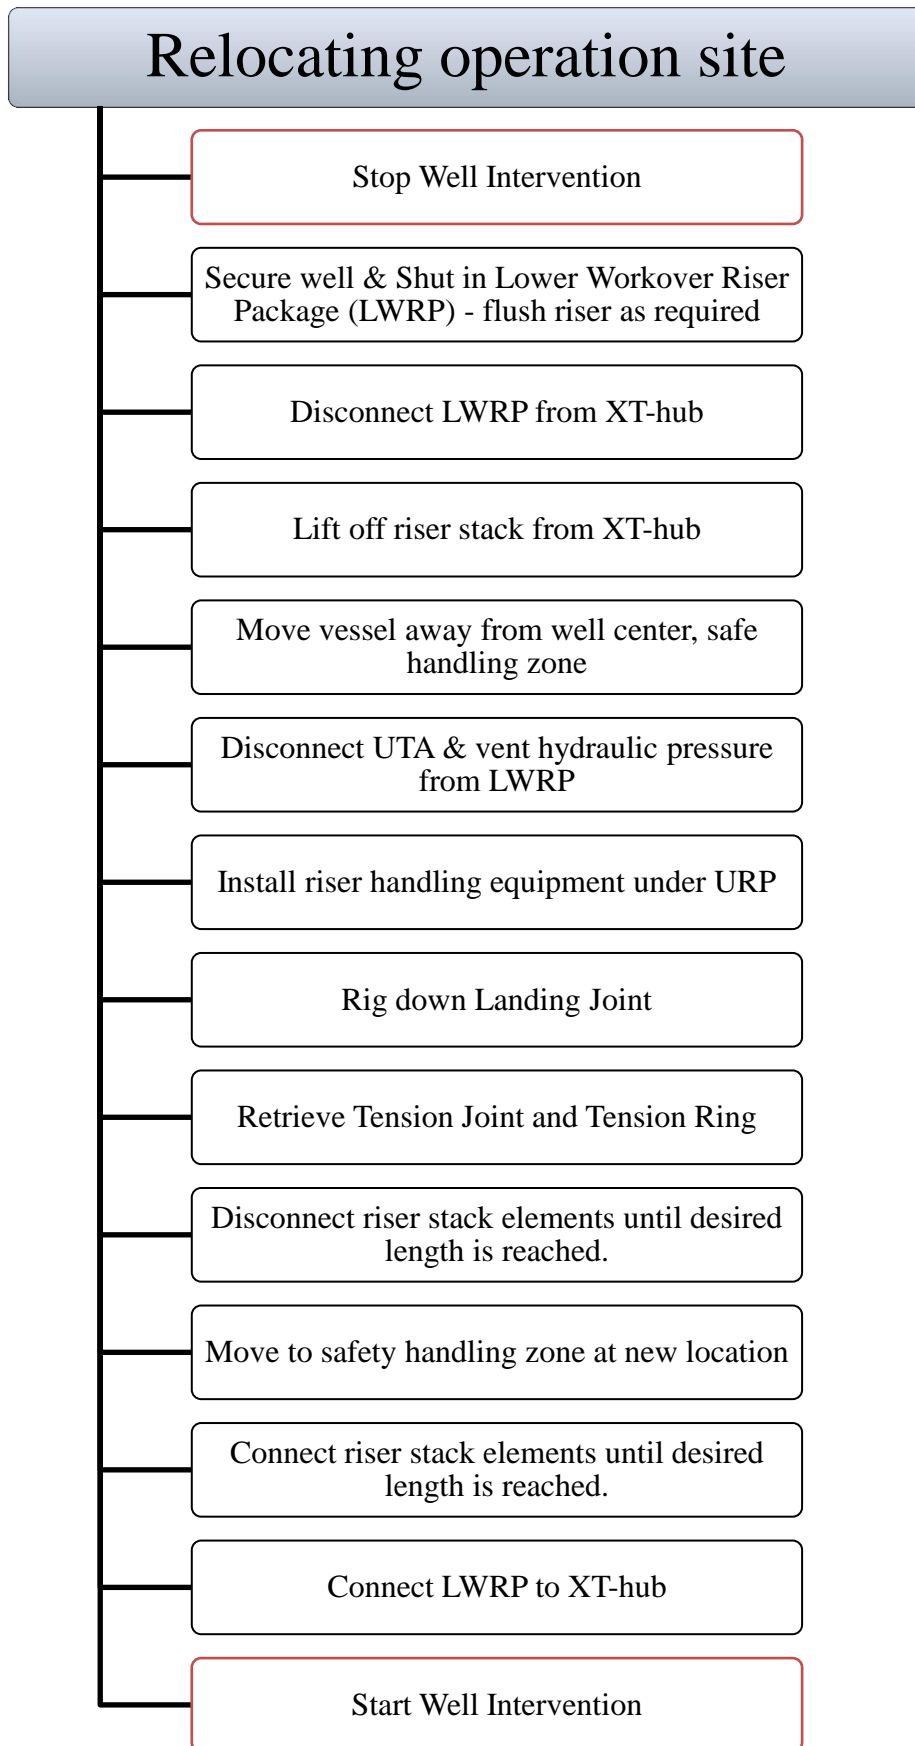 Relocating operation site
Stop Well Intervention
Secure well & Shut in Lower Workover Riser
Package (LWRP) - flush riser as required
Disconnect LWRP from XT-hub
Lift off riser stack from XT-hub
Move vessel away from well center, safe
handling zone
Disconnect UTA & vent hydraulic pressure
from LWRP
Install riser handling equipment under URP
Rig down Landing Joint
Retrieve Tension Joint and Tension Ring
Disconnect riser stack elements until desired
length is reached.
Move to safety handling zone at new location
Connect riser stack elements until desired
length is reached.
Connect LWRP to XT-hub
Start Well Intervention